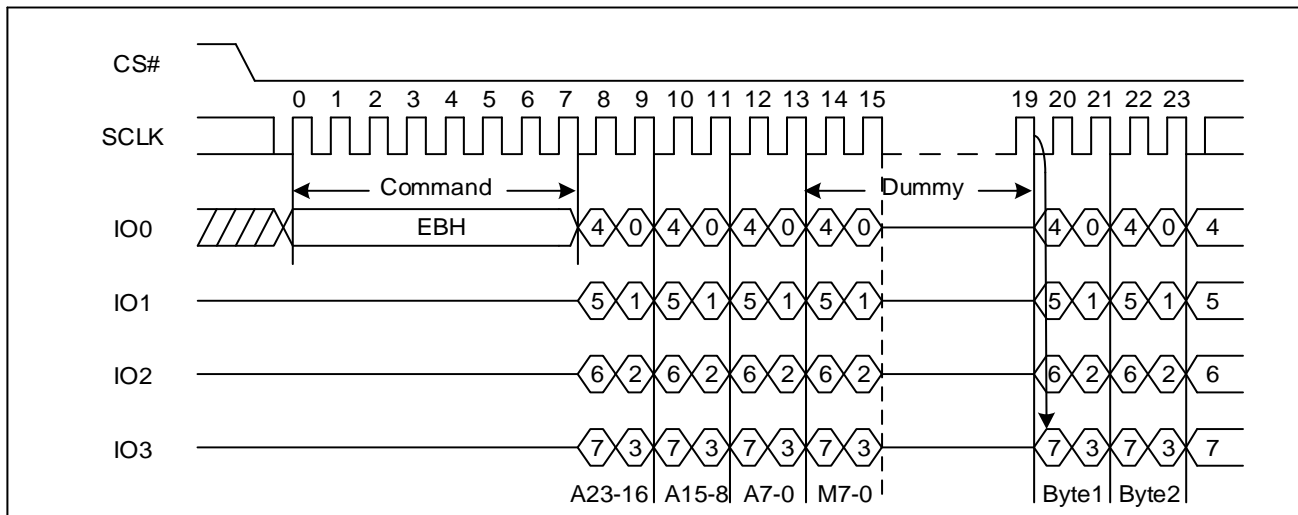 CS#
0 1 2 3 4 5 6 7 8 9 10 11 12 13 14 15 19 20 21 22 23
SCLK
Command Dummy
IO0 EBH 4 0 4 0 4 0 4 0 4 0 4 0 4
IO1 5 1 5 1 5 1 5 1 5 1 5 1 5
IO2 6 2 6 2 6 2 6 2 6 2 6 2 6
IO3 7 3 7 3 7 3 7 3 7 3 7 3 7
A23-16 A15-8 A7-0 M7-0 Byte1 Byte2